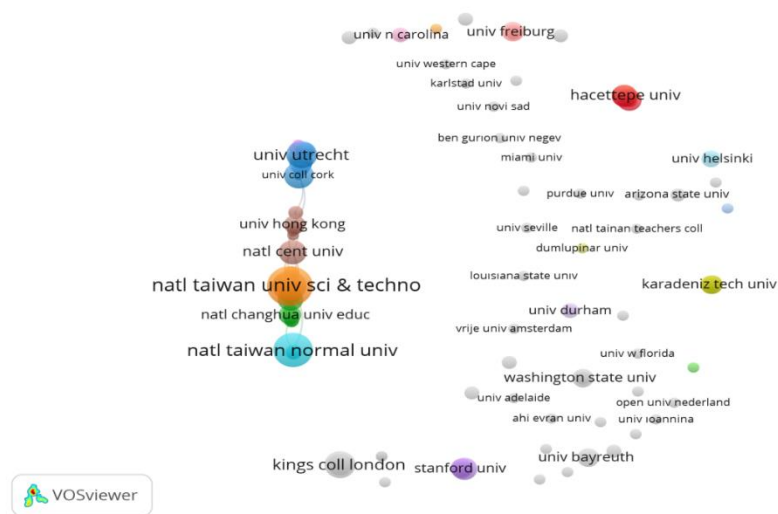 univ n carolina
univ freiburg
univ western cape
karlstad univ
hacettepe univ
univ novi sad
ben gurion univ negev
univ utrecht
miami univ
univ helsinki
univ coll cork
purdue univ
arizona state univ
univ hong kong
univ seville
natl tainan teachers coll
natl cent univ
dumlupinar univ
natl taiwan univ sci & techno
louisiana state univ
karadeniz tech univ
natl changhua univ educ
univ durham
vrije univ amsterdam
natl taiwan normal univ
univ w florida
washington state univ
univ adelaide
open univ nederland
ahi evran univ
univ ioannina
kings coll london
stanford univ
univ bayreuth
VOSviewer